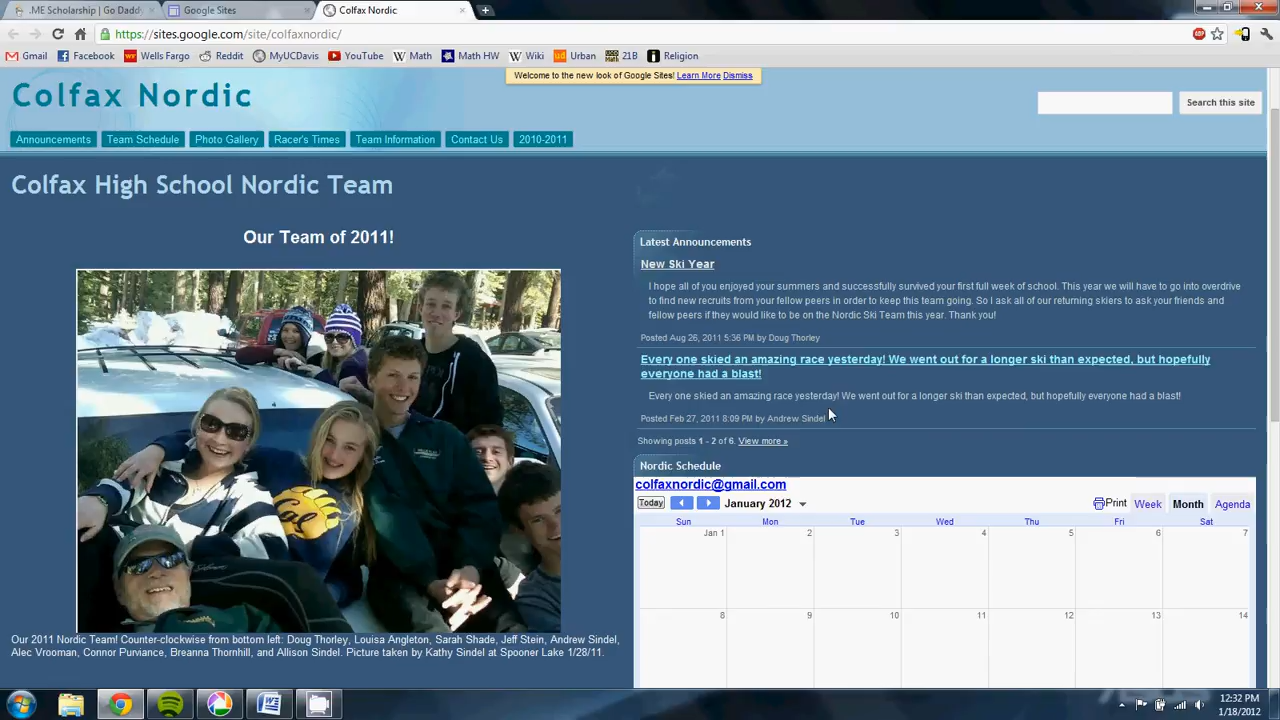 .ME Scholarship | Go Dadd
Google Sites
Colfax Nordic
https://sites.google.com/site/colfaxnordic/
Gmail Facebook Wells Fargo Reddit MyUCDavis YouTube Math Math HW Wiki Urban 21B Religion
Welcome to the new look of Google Sites! Learn More Dismiss
Colfax Nordic
Search this site
Announcements Team Schedule Photo Gallery Racer's Times Team Information Contact Us 2010-2011
Colfax High School Nordic Team
Our Team of 2011!
Our 2011 Nordic Team! Counter-clockwise from bottom left: Doug Thorley, Louisa Angleton, Sarah Shade, Jeff Stein, Andrew Sindel,
Alec Vrooman, Connor Purviance, Breanna Thornhill, and Allison Sindel. Picture taken by Kathy Sindel at Spooner Lake 1/28/11.
Latest Announcements
New Ski Year
I hope all of you enjoyed your summers and successfully survived your first full week of school. This year we will have to go into overdrive
to find new recruits from your fellow peers in order to keep this team going. So I ask all of our returning skiers to ask your friends and
fellow peers if they would like to be on the Nordic Ski Team this year. Thank you!
Posted Aug 26, 2011 5:36 PM by Doug Thorley
Every one skied an amazing race yesterday! We went out for a longer ski than expected, but hopefully
everyone had a blast!
Every one skied an amazing race yesterday! We went out for a longer ski than expected, but hopefully everyone had a blast!
Posted Feb 27, 2011 8:09 PM by Andrew Sindel
Showing posts 1 - 2 of 6. View more »
Nordic Schedule
colfaxnordic@gmail.com
Today January 2012 Print Week Month Agenda
Sun Mon Tue Wed Thu Fri Sat
Jan 1 2 3 4 5 6 7
8 9 10 11 12 13 14
12:32 PM
1/18/2012